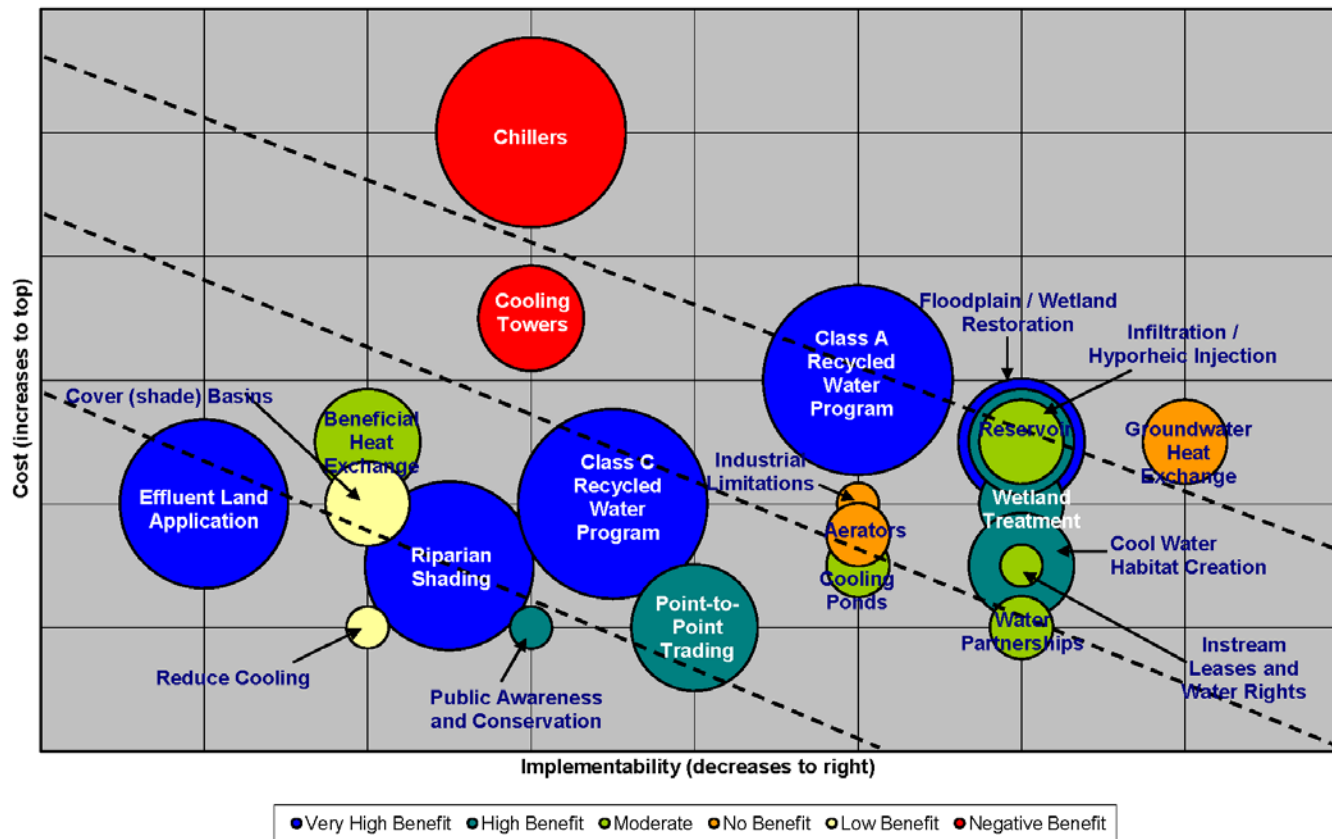 Chillers
Cooling
Towers
Floodplain / Wetland
Restoration
Infiltration /
Hyporheic Injection
Class A
Recycled
Water
Program
Cover (shade) Basins
Beneficial
Heat
Exchange
Reservoir
Groundwater
Heat
Exchange
Effluent Land
Application
Class C
Recycled
Water
Program
Industrial
Limitations
Wetland
Treatment
Aerators
Riparian
Shading
Cooling
Ponds
Cool Water
Habitat Creation
Point-to-
Point
Trading
Water
Partnerships
Reduce Cooling
Public Awareness
and Conservation
Instream
Leases and
Water Rights
Cost (increases to top)
Implementability (decreases to right)
Very High Benefit
High Benefit
Moderate
No Benefit
Low Benefit
Negative Benefit